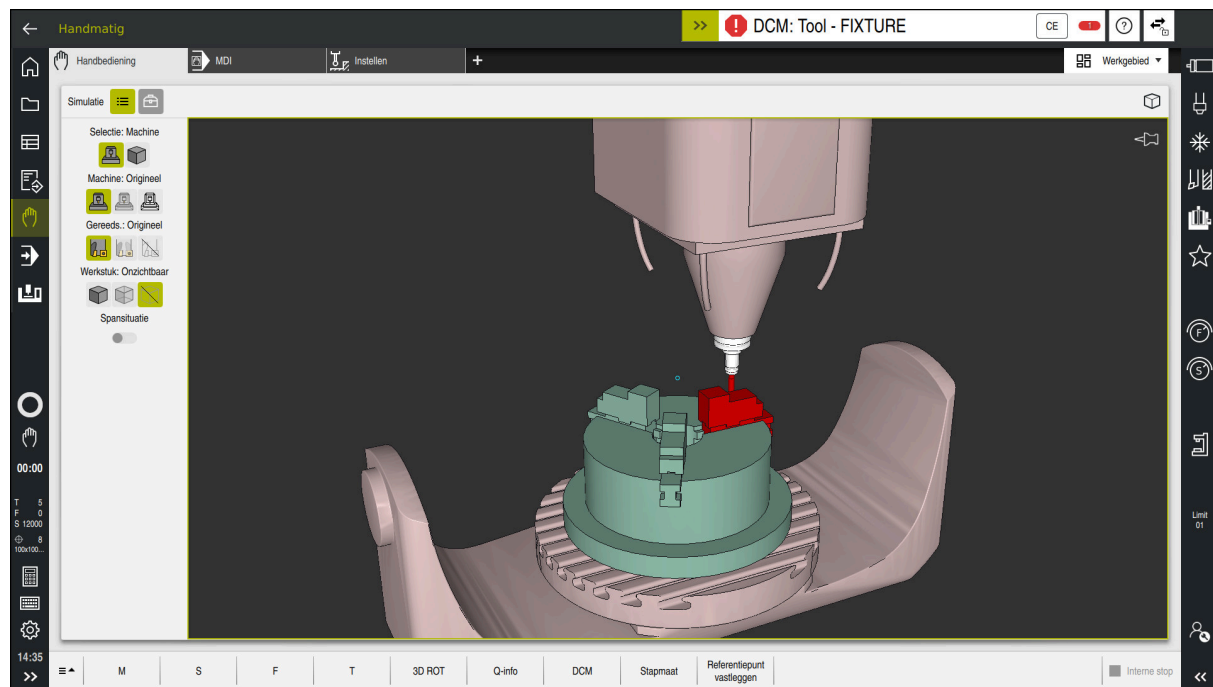 Handmatig
DCM: Tool - FIXTURE
CE
1
?
Handbediening
MDI
Instellen
+
Werkgebied
Simulatie
Selectie: Machine
Machine: Origineel
Gereeds.: Origineel
Werkstuk: Onzichtbaar
Spansituatie
00:00
T 5
F 0
S 12000
8
100x100...
14:35
F
S
Limit
01
M
S
F
T
3D ROT
Q-info
DCM
Stapmaat
Referentiepunt
vastleggen
Interne stop